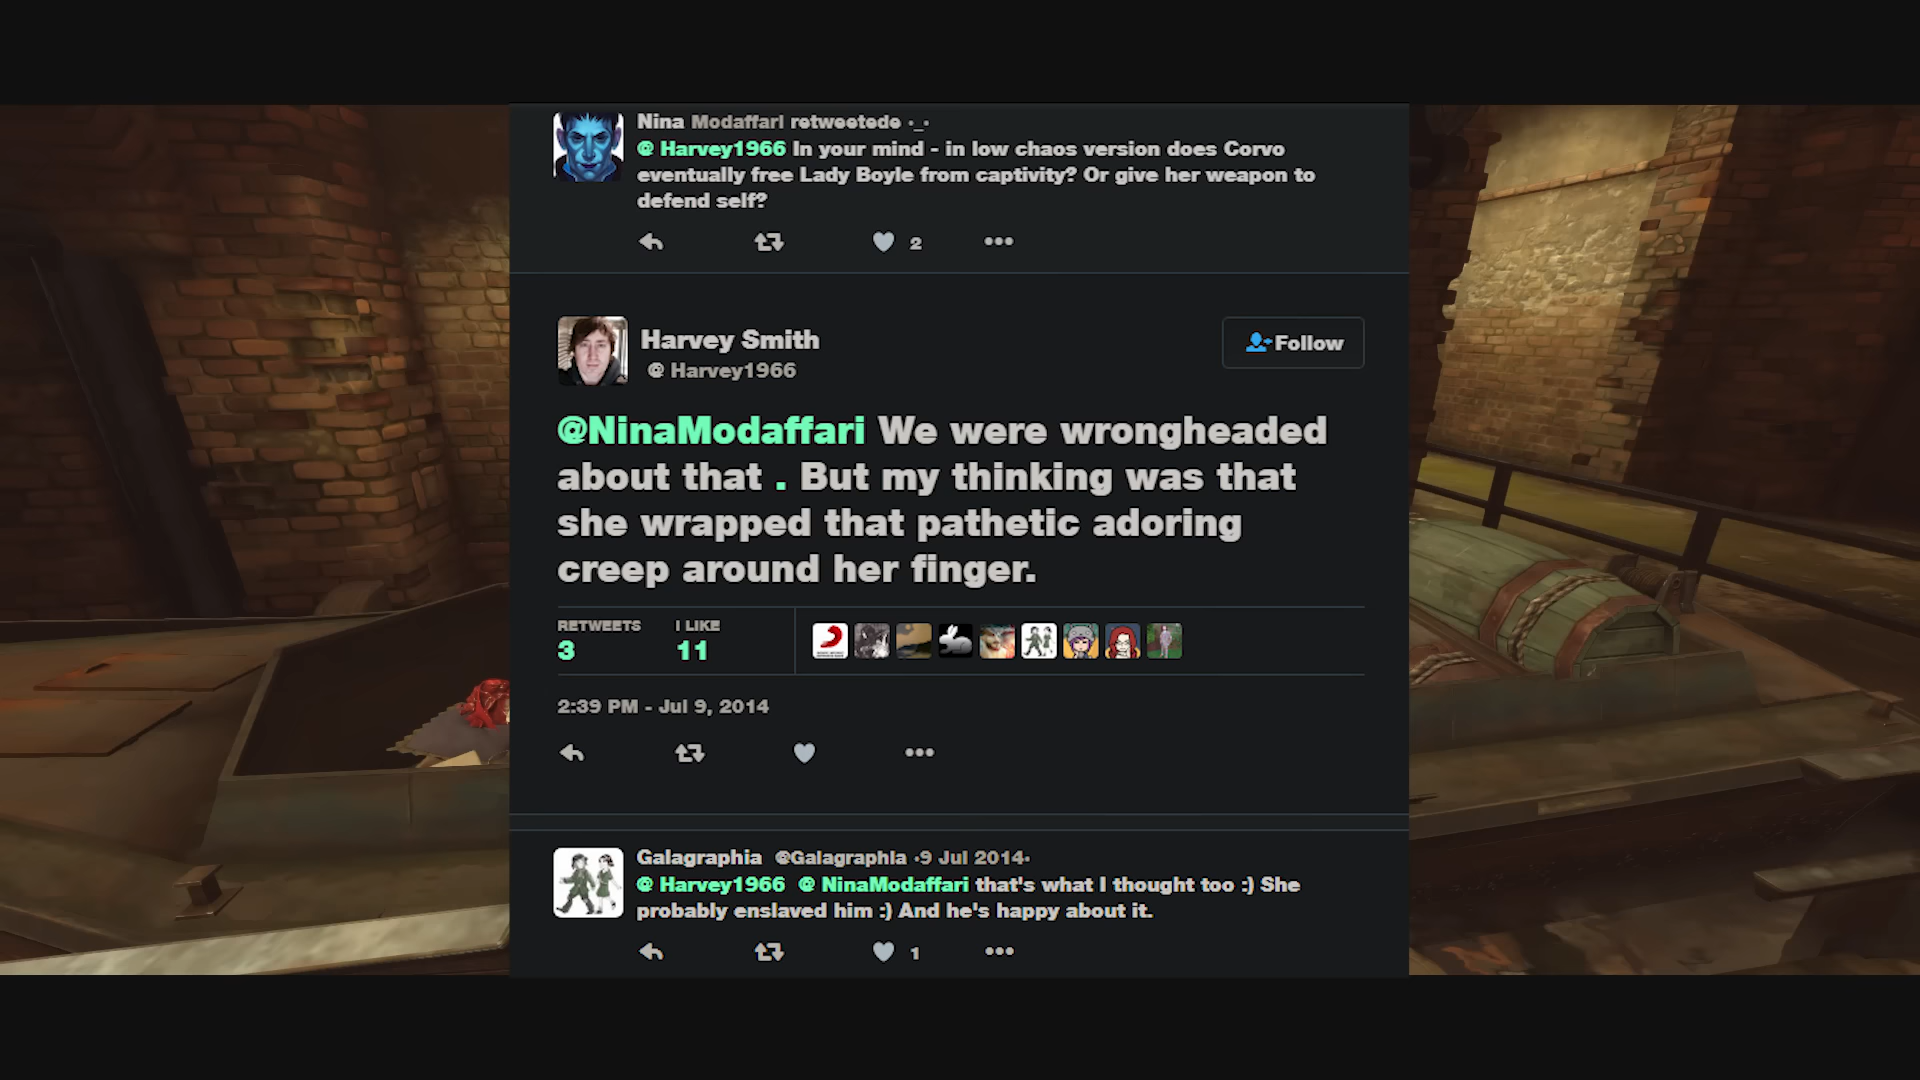 Nina Modaffari retweetede ·_·
@ Harvey1966 In your mind - in low chaos version does Corvo
eventually free Lady Boyle from captivity? Or give her weapon to
defend self?
2
Harvey Smith
@ Harvey1966
Follow
@NinaModaffari We were wrongheaded
about that . But my thinking was that
she wrapped that pathetic adoring
creep around her finger.
RETWEETS I LIKE
3 11
2:39 PM - Jul 9, 2014
Galagraphia @Galagraphia ·9 Jul 2014·
@ Harvey1966 @ NinaModaffari that's what I thought too :) She
probably enslaved him :) And he's happy about it.
1